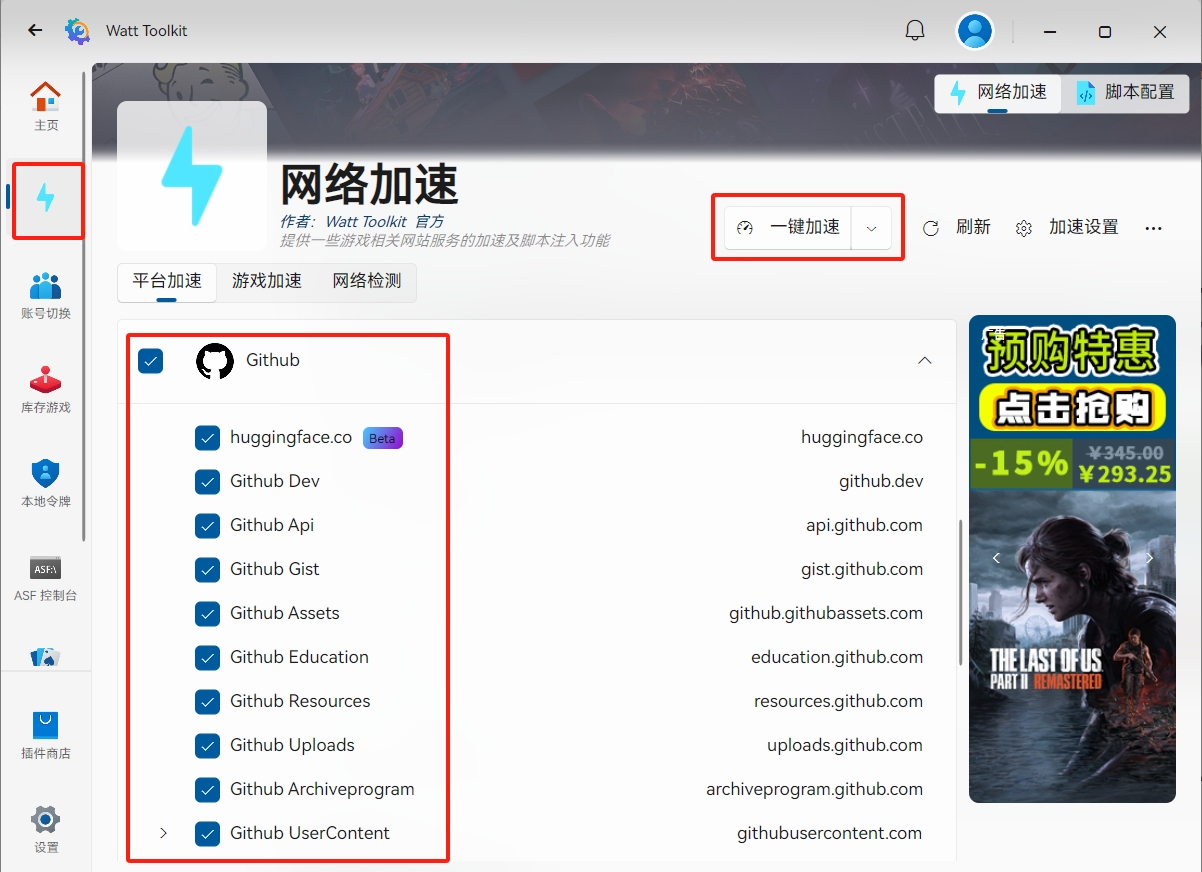 Watt Toolkit
主页
账号切换
库存游戏
本地令牌
ASF:\
ASF 控制台
插件商店
设置
网络加速
脚本配置
网络加速
作者: Watt Toolkit 官方
提供一些游戏相关网站服务的加速及脚本注入功能
一键加速
刷新
加速设置
平台加速
游戏加速
网络检测
Github
huggingface.co Beta huggingface.co
Github Dev github.dev
Github Api api.github.com
Github Gist gist.github.com
Github Assets github.githubassets.com
Github Education education.github.com
Github Resources resources.github.com
Github Uploads uploads.github.com
Github Archiveprogram archiveprogram.github.com
Github UserContent githubusercontent.com
预购特惠
点击抢购
-15%
¥345.00
¥293.25
THE LAST OF US
PART II REMASTERED